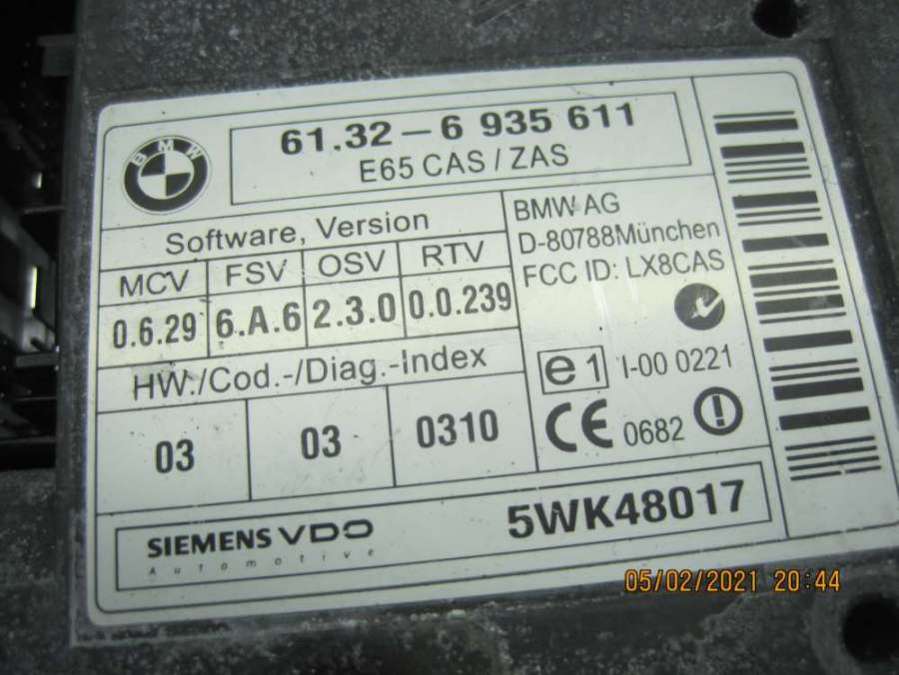 BMW
61.32-6 935 611
E65 CAS / ZAS
Software, Version
MCV FSV OSV RTV
0.6.29 6.A.6 2.3.0 0.0.239
HW./Cod.-/Diag.-Index
03 03 0310
BMW AG
D-80788München
FCC ID: LX8CAS
e1 I-00 0221
CE 0682
SIEMENS VDO
Automotive
5WK48017
05/02/2021 20:44